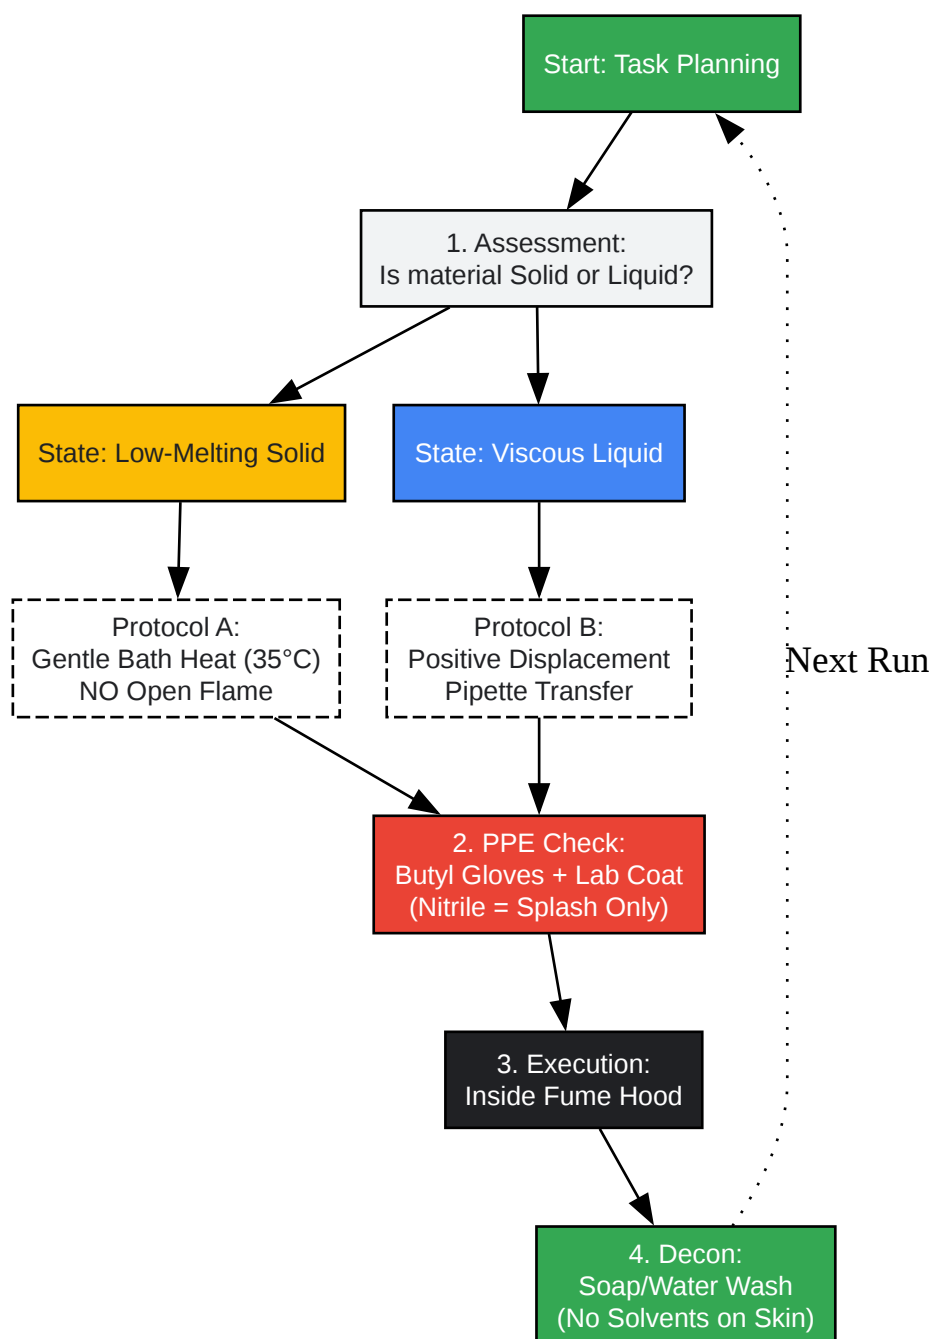 Start: Task Planning
1. Assessment:
Is material Solid or Liquid?
State: Low-Melting Solid
State: Viscous Liquid
Protocol A:
Gentle Bath Heat (35°C)
NO Open Flame
Protocol B:
Positive Displacement
Pipette Transfer
Next Run
2. PPE Check:
Butyl Gloves + Lab Coat
(Nitrile = Splash Only)
3. Execution:
Inside Fume Hood
4. Decon:
Soap/Water Wash
(No Solvents on Skin)